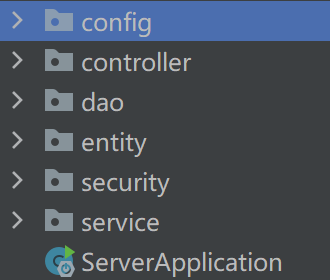 config
controller
dao
entity
security
service
ServerApplication